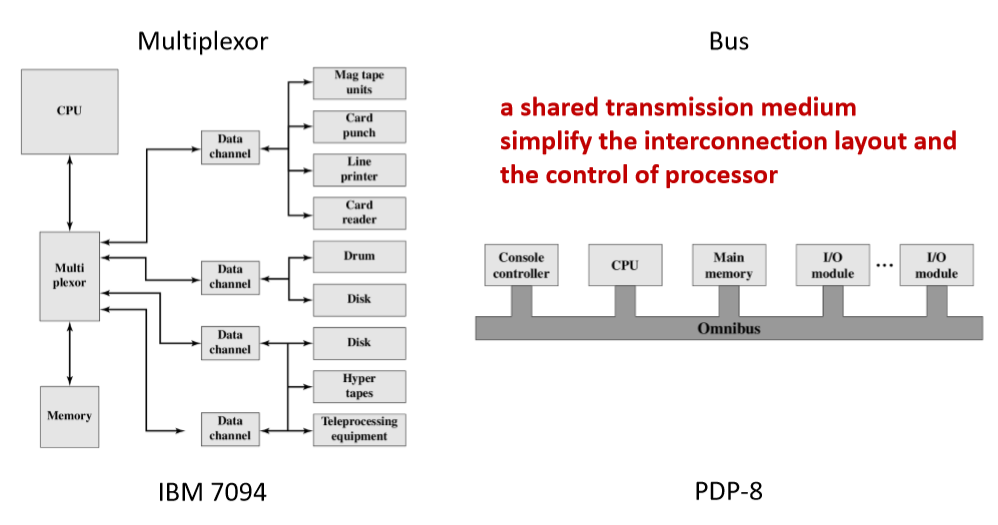 Multiplexor
CPU
Multi
plexor
Memory
Data
channel
Data
channel
Data
channel
Data
channel
Mag tape
units
Card
punch
Line
printer
Card
reader
Drum
Disk
Disk
Hyper
tapes
Teleprocessing
equipment
IBM 7094
Bus
a shared transmission medium
simplify the interconnection layout and
the control of processor
Console
controller
CPU
Main
memory
I/O
module
...
I/O
module
Omnibus
PDP-8